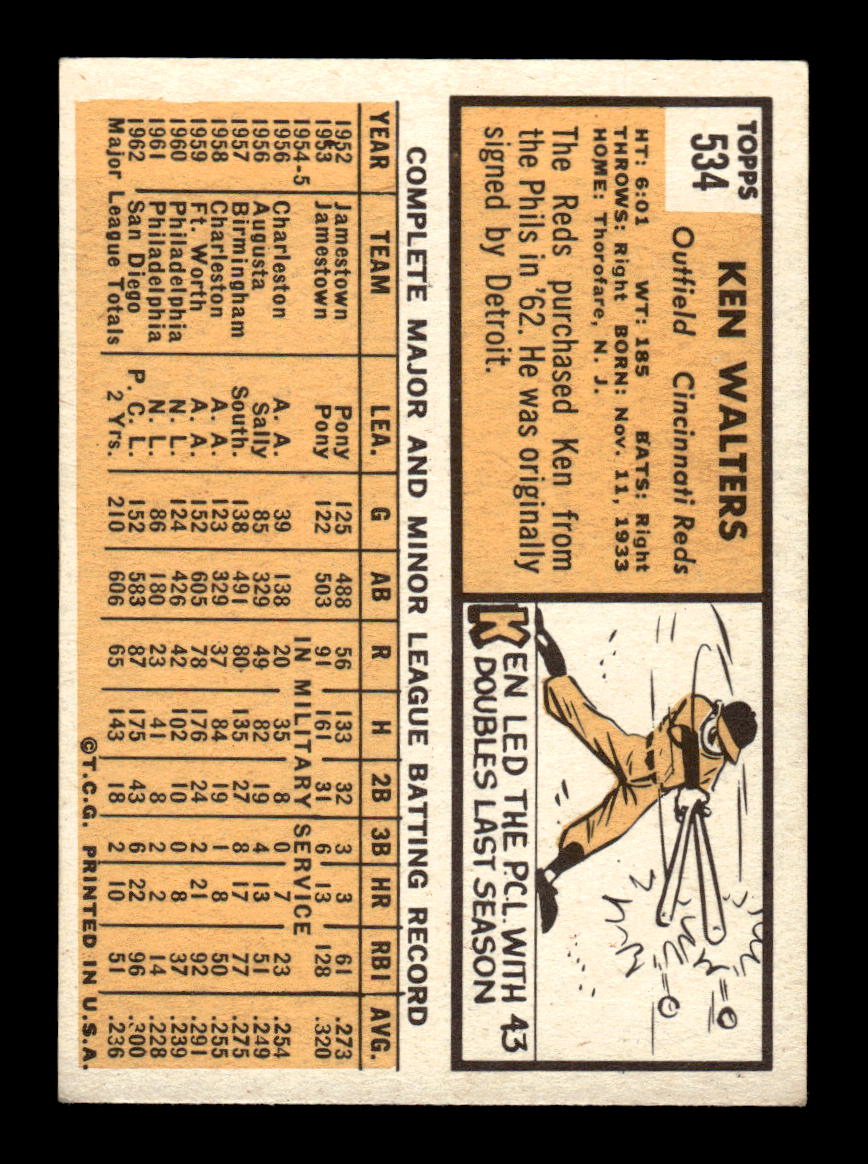 TOPPS
534
KEN WALTERS
Outfield Cincinnati Reds
HT: 6:01 WT: 185 BATS: Right
THROWS: Right BORN: Nov. 11, 1933
HOME: Thorofare, N. J.
The Reds purchased Ken from
the Phils in '62. He was originally
signed by Detroit.
KEN LED THE P.C.L. WITH 43
DOUBLES LAST SEASON
COMPLETE MAJOR AND MINOR LEAGUE BATTING RECORD
YEAR TEAM LEA. G AB R H 2B 3B HR RBI AVG.
1952 Jamestown Pony 125 488 56 133 32 3 3 61 .273
1953 Jamestown Pony 122 503 91 161 31 6 13 128 .320
1954-5 IN MILITARY SERVICE
1956 Charleston A. A. 39 138 20 35 8 0 7 23 .254
1956 Augusta Sally 85 329 49 82 19 4 13 51 .249
1957 Birmingham South. 138 491 80 135 27 8 17 77 .275
1958 Charleston A. A. 123 329 37 84 19 1 8 50 .255
1959 Ft. Worth A. A. 152 605 78 176 24 2 21 92 .291
1960 Philadelphia N. L. 124 426 42 102 10 0 8 37 .239
1961 Philadelphia N. L. 86 180 23 41 8 2 2 14 .228
1962 San Diego P. C. L. 152 583 87 175 43 6 22 96 .300
Major League Totals 2 Yrs. 210 606 65 143 18 2 10 51 .236
©T.C.G. PRINTED IN U.S.A.